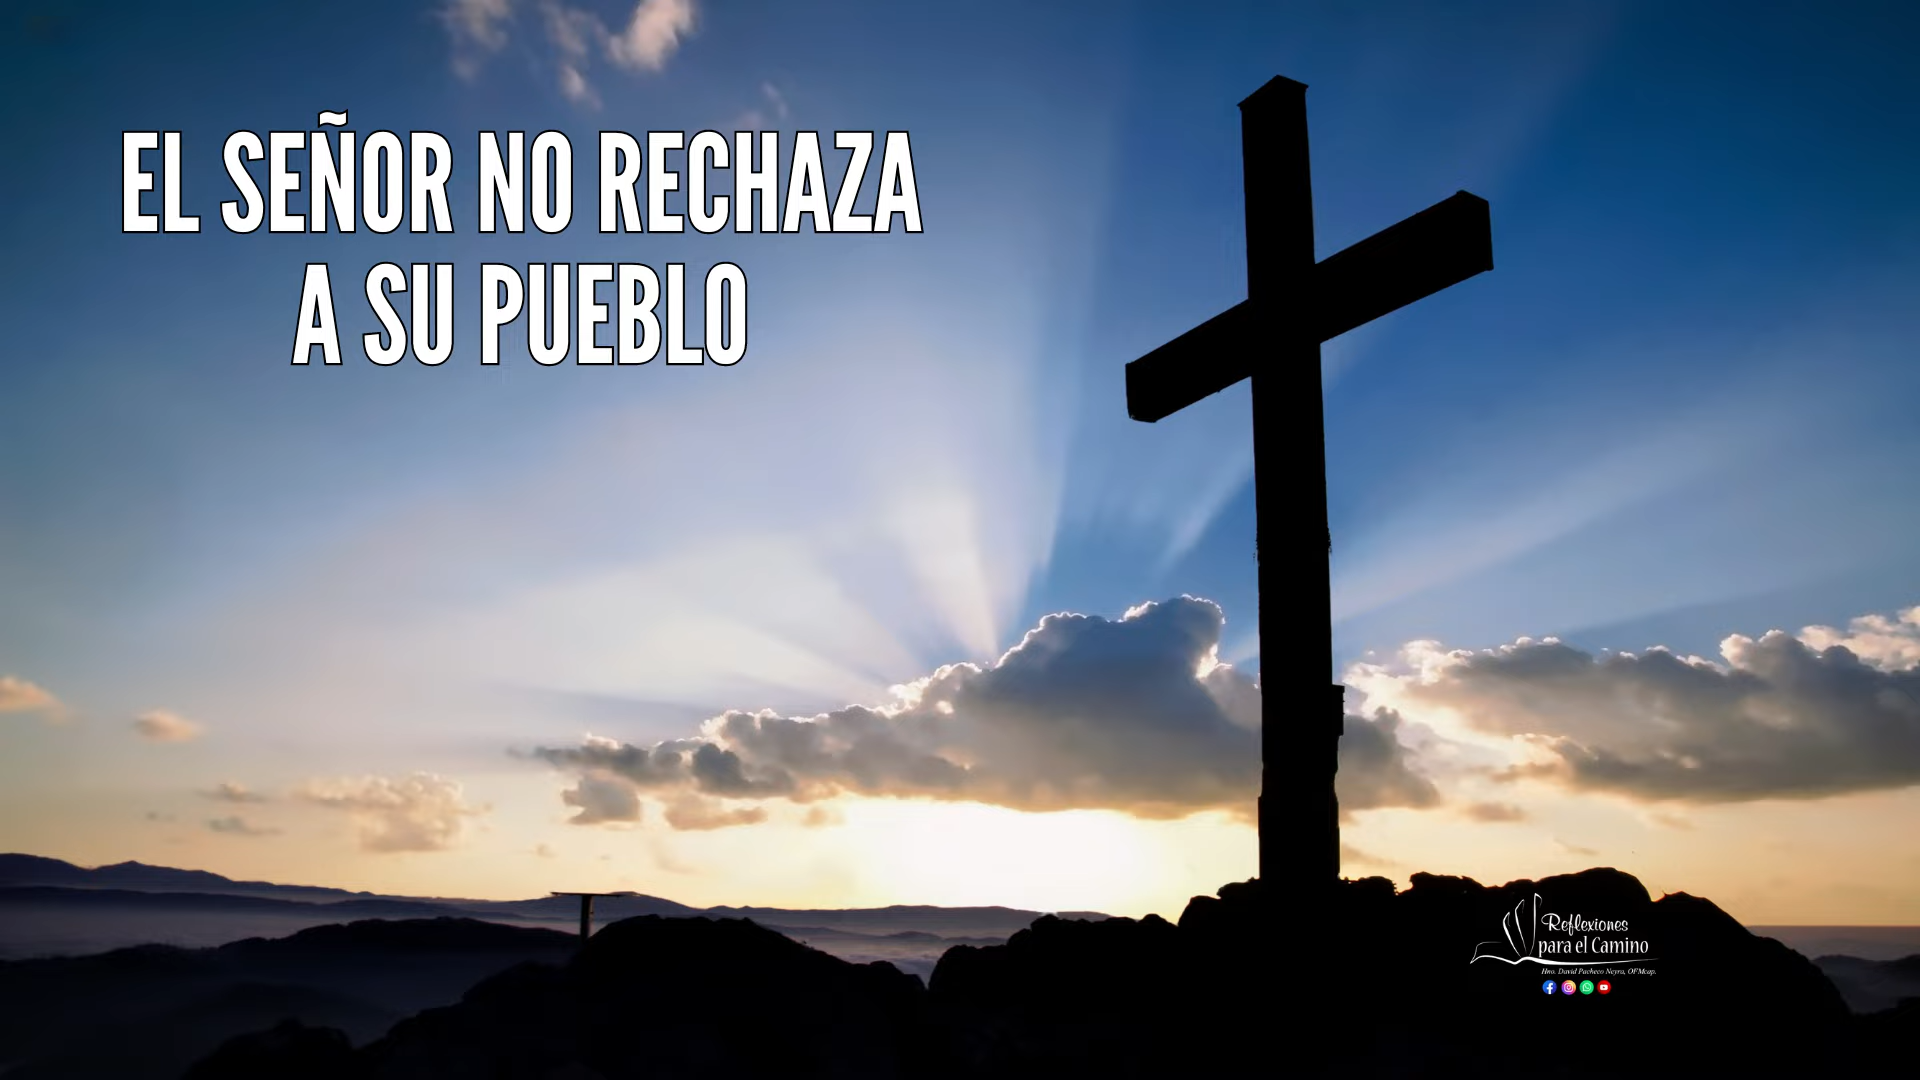 EL SEÑOR NO RECHAZA
A SU PUEBLO
Reflexiones
para el Camino
Hno. David Pacheco Neyra, OFMcap.